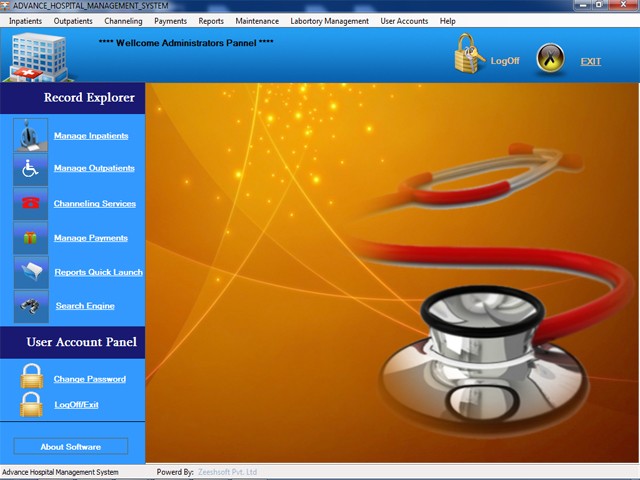 ADVANCE_HOSPITAL_MANAGEMENT_SYSTEM
Inpatients Outpatients Channeling Payments Reports Maintenance Labortory Management User Accounts Help
**** Wellcome Administrators Pannel ****
LogOff
EXIT
Record Explorer
Manage Inpatients
Manage Outpatients
Channeling Services
Manage Payments
Reports Quick Launch
Search Engine
User Account Panel
Change Password
LogOff/Exit
About Software
Advance Hospital Management System Powerd By: Zeeshsoft Pvt. Ltd